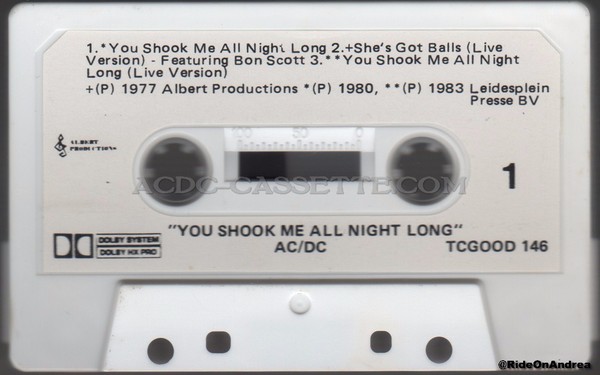 1.*You Shook Me All Night Long 2.+She's Got Balls (Live
Version) - Featuring Bon Scott 3.**You Shook Me All Night
Long (Live Version)
+(P) 1977 Albert Productions *(P) 1980, **(P) 1983 Leidesplein
Presse BV
ALBERT
PRODUCTIONS
100 50 0
ACDC-CASSETTE.COM
1
DOLBY SYSTEM
DOLBY HX PRO
"YOU SHOOK ME ALL NIGHT LONG"
AC/DC
TCGOOD 146
@RideOnAndrea